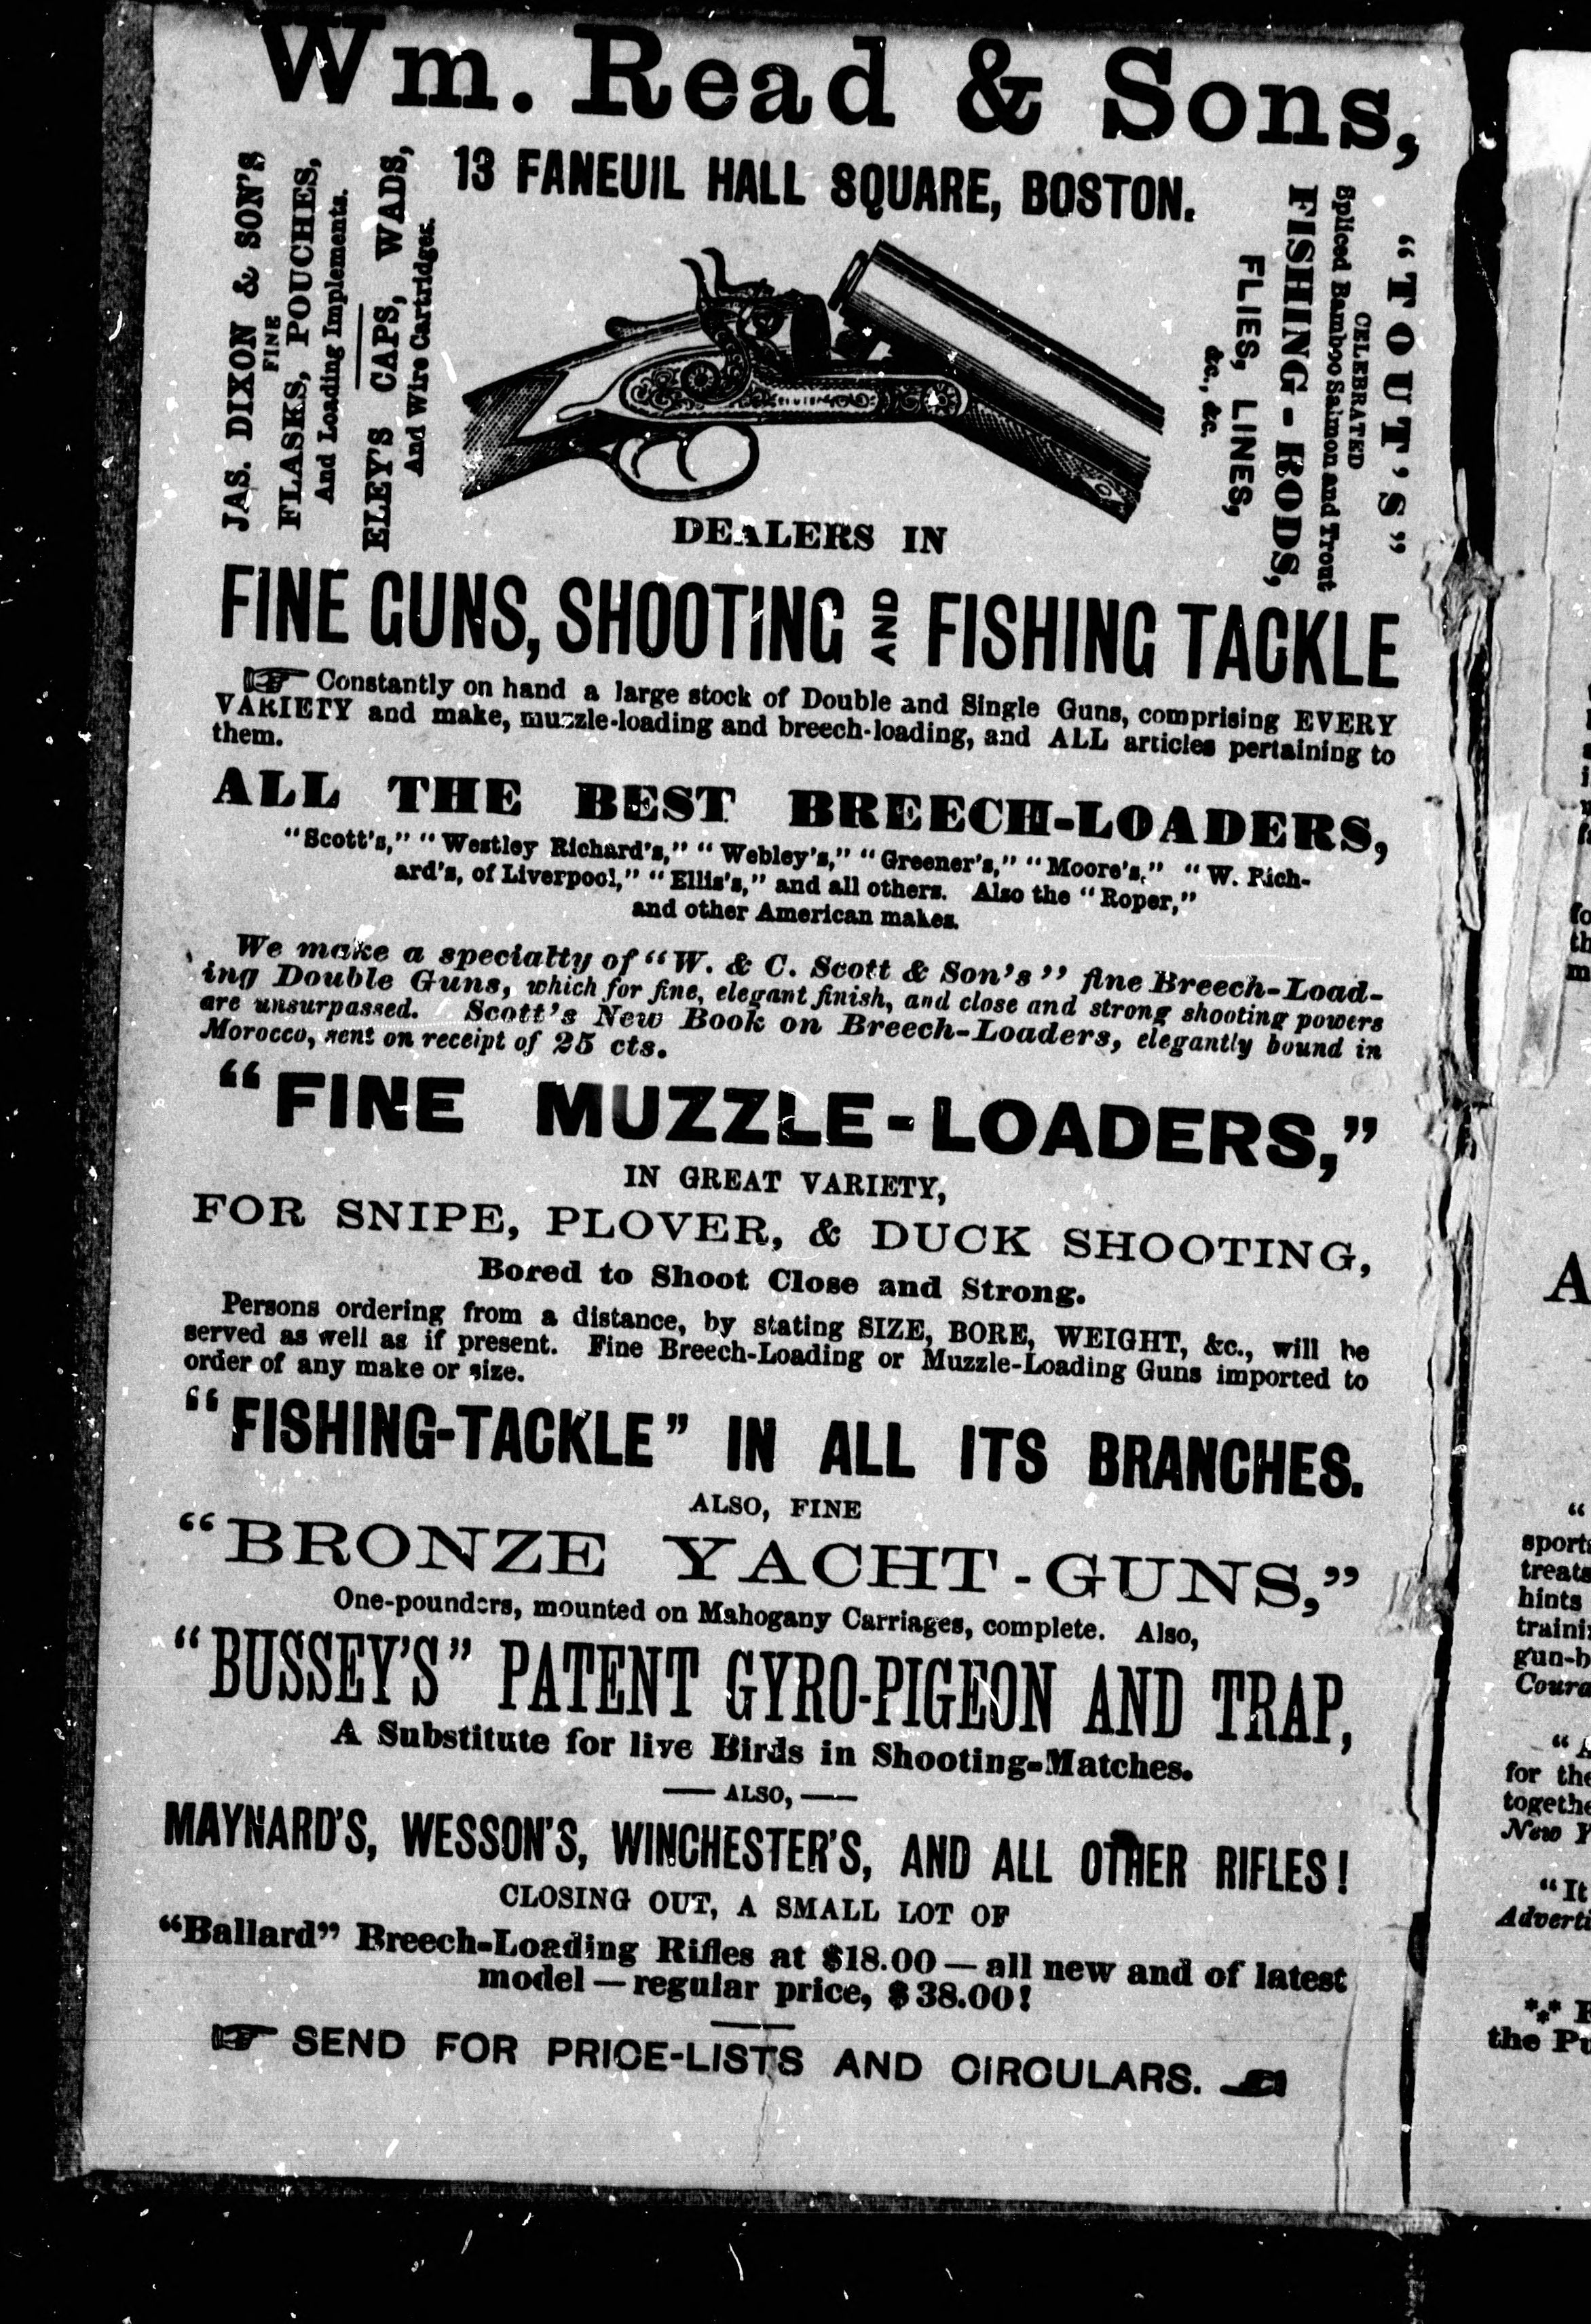 Wm. Read & Sons,
13 FANEUIL HALL SQUARE, BOSTON.
JAS. DIXON & SON'S
FINE
FLASKS, POUCHES,
And Loading Implements.
ELEY'S CAPS, WADS,
And Wire Cartridges.
"TOUT'S"
CELEBRATED
Spliced Bamboo Salmon and Trout
FISHING-RODS,
FLIES, LINES,
&c., &c.
DEALERS IN
FINE GUNS, SHOOTING AND FISHING TACKLE
☞ Constantly on hand a large stock of Double and Single Guns, comprising EVERY
VARIETY and make, muzzle-loading and breech-loading, and ALL articles pertaining to
them.
ALL THE BEST BREECH-LOADERS,
"Scott's," "Westley Richard's," "Webley's," "Greener's," "Moore's," "W. Rich-
ard's, of Liverpool," "Ellis's," and all others. Also the "Roper,"
and other American makes.
We make a specialty of "W. & C. Scott & Son's" fine Breech-Load-
ing Double Guns, which for fine, elegant finish, and close and strong shooting powers
are unsurpassed. Scott's New Book on Breech-Loaders, elegantly bound in
Morocco, sent on receipt of 25 cts.
"FINE MUZZLE-LOADERS,"
IN GREAT VARIETY,
FOR SNIPE, PLOVER, & DUCK SHOOTING,
Bored to Shoot Close and Strong.
Persons ordering from a distance, by stating SIZE, BORE, WEIGHT, &c., will be
served as well as if present. Fine Breech-Loading or Muzzle-Loading Guns imported to
order of any make or size.
"FISHING-TACKLE" IN ALL ITS BRANCHES.
ALSO, FINE
"BRONZE YACHT-GUNS,"
One-pounders, mounted on Mahogany Carriages, complete. Also,
"BUSSEY'S" PATENT GYRO-PIGEON AND TRAP,
A Substitute for live Birds in Shooting-Matches.
— ALSO, —
MAYNARD'S, WESSON'S, WINCHESTER'S, AND ALL OTHER RIFLES!
CLOSING OUT, A SMALL LOT OF
"Ballard" Breech-Loading Rifles at $18.00 — all new and of latest
model — regular price, $38.00!
☞ SEND FOR PRICE-LISTS AND CIRCULARS. ☜
A
"
sports
treats
hints
gun-b
"A
for the
New Y
"It
the Pu